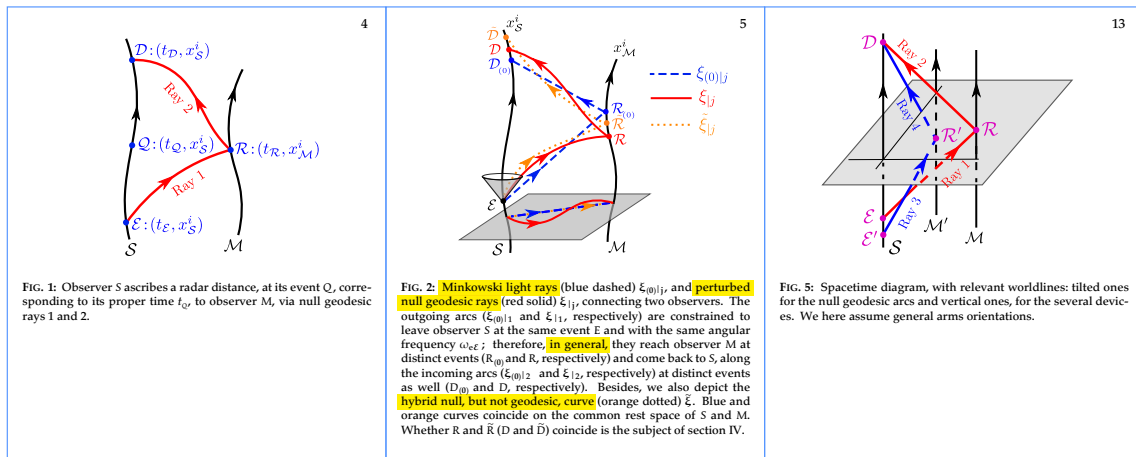 4
𝒟:(t_𝒟, x^i_𝒮)
Ray 2
𝒬:(t_𝒬, x^i_𝒮)
ℛ:(t_ℛ, x^i_ℳ)
Ray 1
ℰ:(t_ℰ, x^i_𝒮)
𝒮
ℳ
FIG. 1: Observer S ascribes a radar distance, at its event Q, corre-
sponding to its proper time t_Q, to observer M, via null geodesic
rays 1 and 2.
5
x^i_𝒮
𝒟̃
𝒟
𝒟_(0)
x^i_ℳ
ξ_(0)|j
ξ_|j
ξ̃_|j
ℛ_(0)
ℛ̃
ℛ
ℰ
𝒮
ℳ
FIG. 2: Minkowski light rays (blue dashed) ξ_(0)|j, and perturbed
null geodesic rays (red solid) ξ_|j, connecting two observers. The
outgoing arcs (ξ_(0)|1 and ξ_|1, respectively) are constrained to
leave observer S at the same event E and with the same angular
frequency ω_eℰ; therefore, in general, they reach observer M at
distinct events (R_(0) and R, respectively) and come back to S, along
the incoming arcs (ξ_(0)|2 and ξ_|2, respectively) at distinct events
as well (D_(0) and D, respectively). Besides, we also depict the
hybrid null, but not geodesic, curve (orange dotted) ξ̃. Blue and
orange curves coincide on the common rest space of S and M.
Whether R and R̃ (D and D̃) coincide is the subject of section IV.
13
𝒟
Ray 2
Ray 4
ℛ′
ℛ
Ray 1
Ray 3
ℰ
ℰ′
𝒮
ℳ′
ℳ
FIG. 5: Spacetime diagram, with relevant worldlines: tilted ones
for the null geodesic arcs and vertical ones, for the several devic-
es. We here assume general arms orientations.